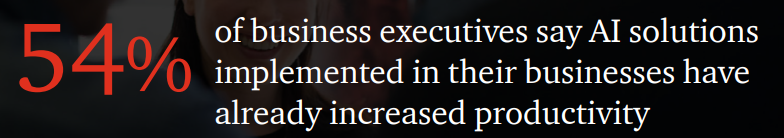 54% of business executives say AI solutions
implemented in their businesses have
already increased productivity